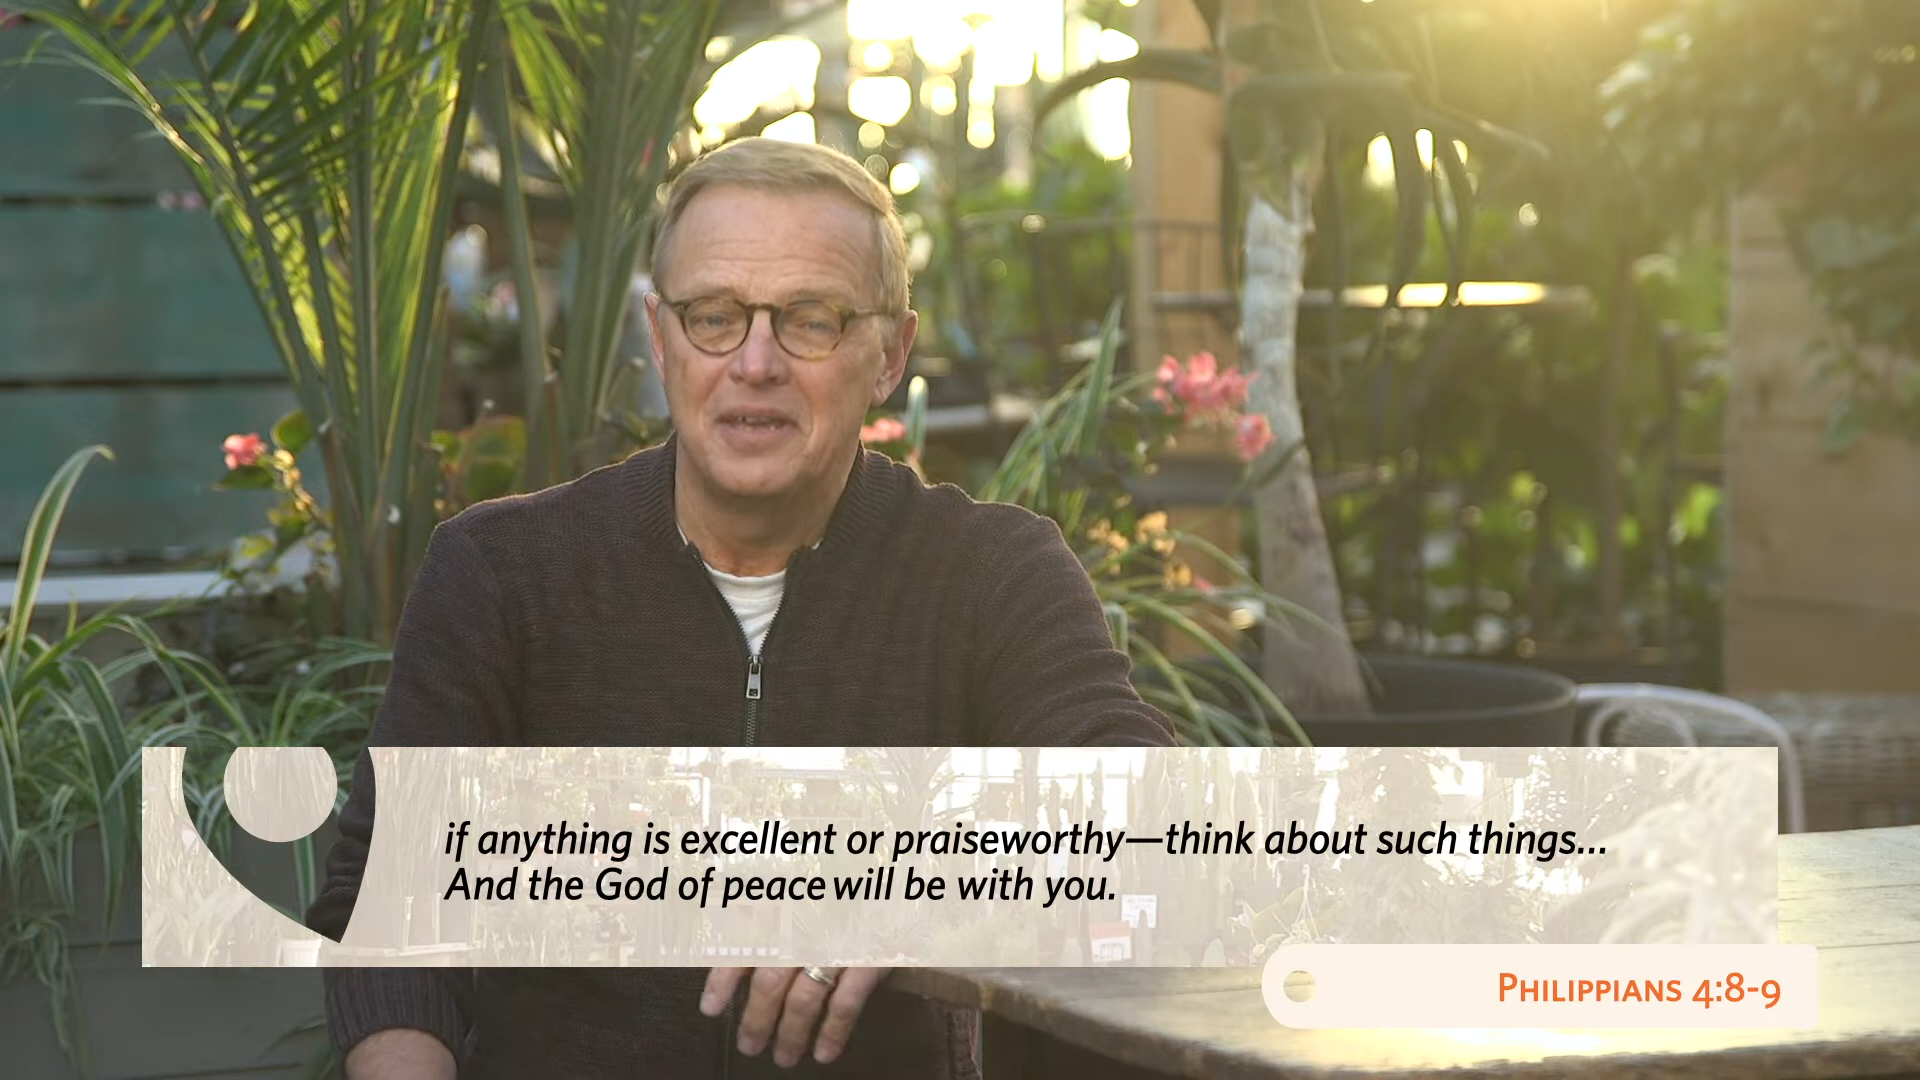 if anything is excellent or praiseworthy—think about such things...
And the God of peace will be with you.
Philippians 4:8-9